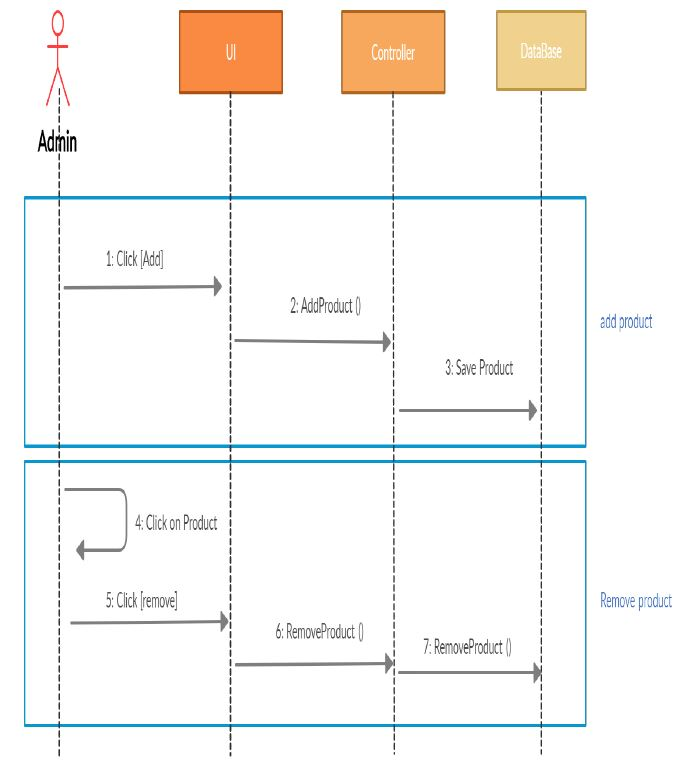 UI
Controller
DataBase
Admin
1: Click [Add]
2: AddProduct ()
add product
3: Save Product
4: Click on Product
5: Click [remove]
Remove product
6: RemoveProduct ()
7: RemoveProduct ()